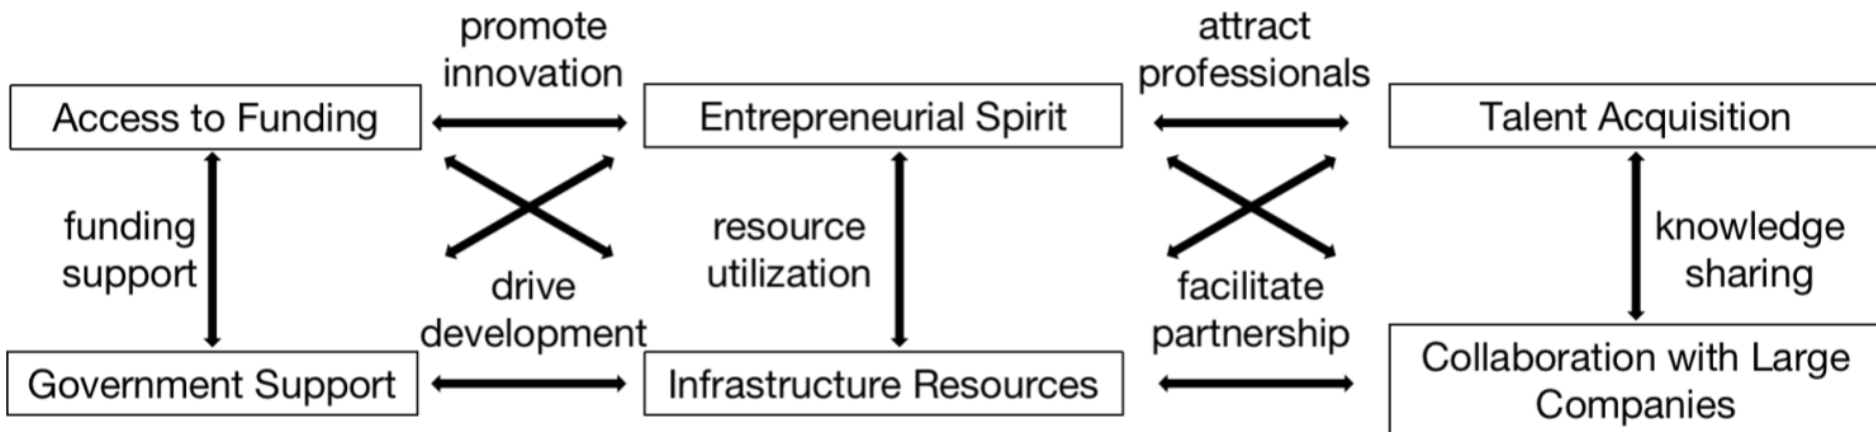 promote
innovation
attract
professionals
Access to Funding
Entrepreneurial Spirit
Talent Acquisition
funding
support
resource
utilization
knowledge
sharing
drive
development
facilitate
partnership
Government Support
Infrastructure Resources
Collaboration with Large
Companies